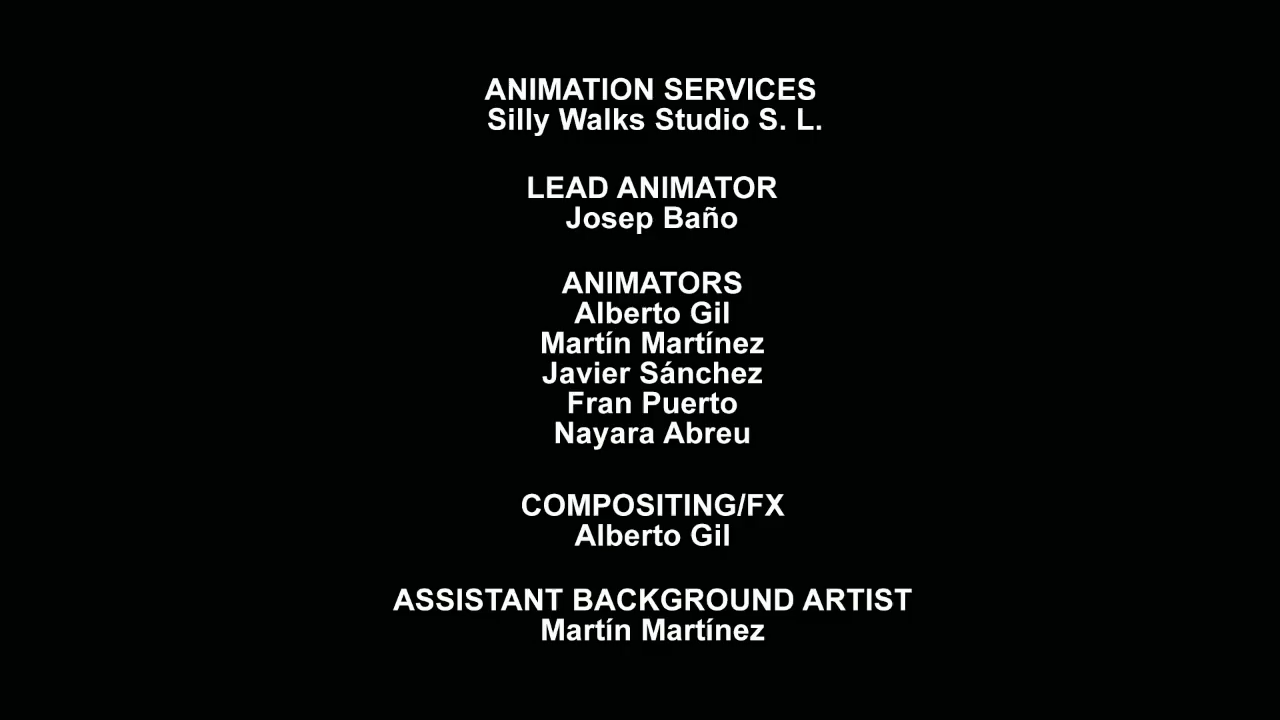 ANIMATION SERVICES
Silly Walks Studio S. L.
LEAD ANIMATOR
Josep Baño
ANIMATORS
Alberto Gil
Martín Martínez
Javier Sánchez
Fran Puerto
Nayara Abreu
COMPOSITING/FX
Alberto Gil
ASSISTANT BACKGROUND ARTIST
Martín Martínez